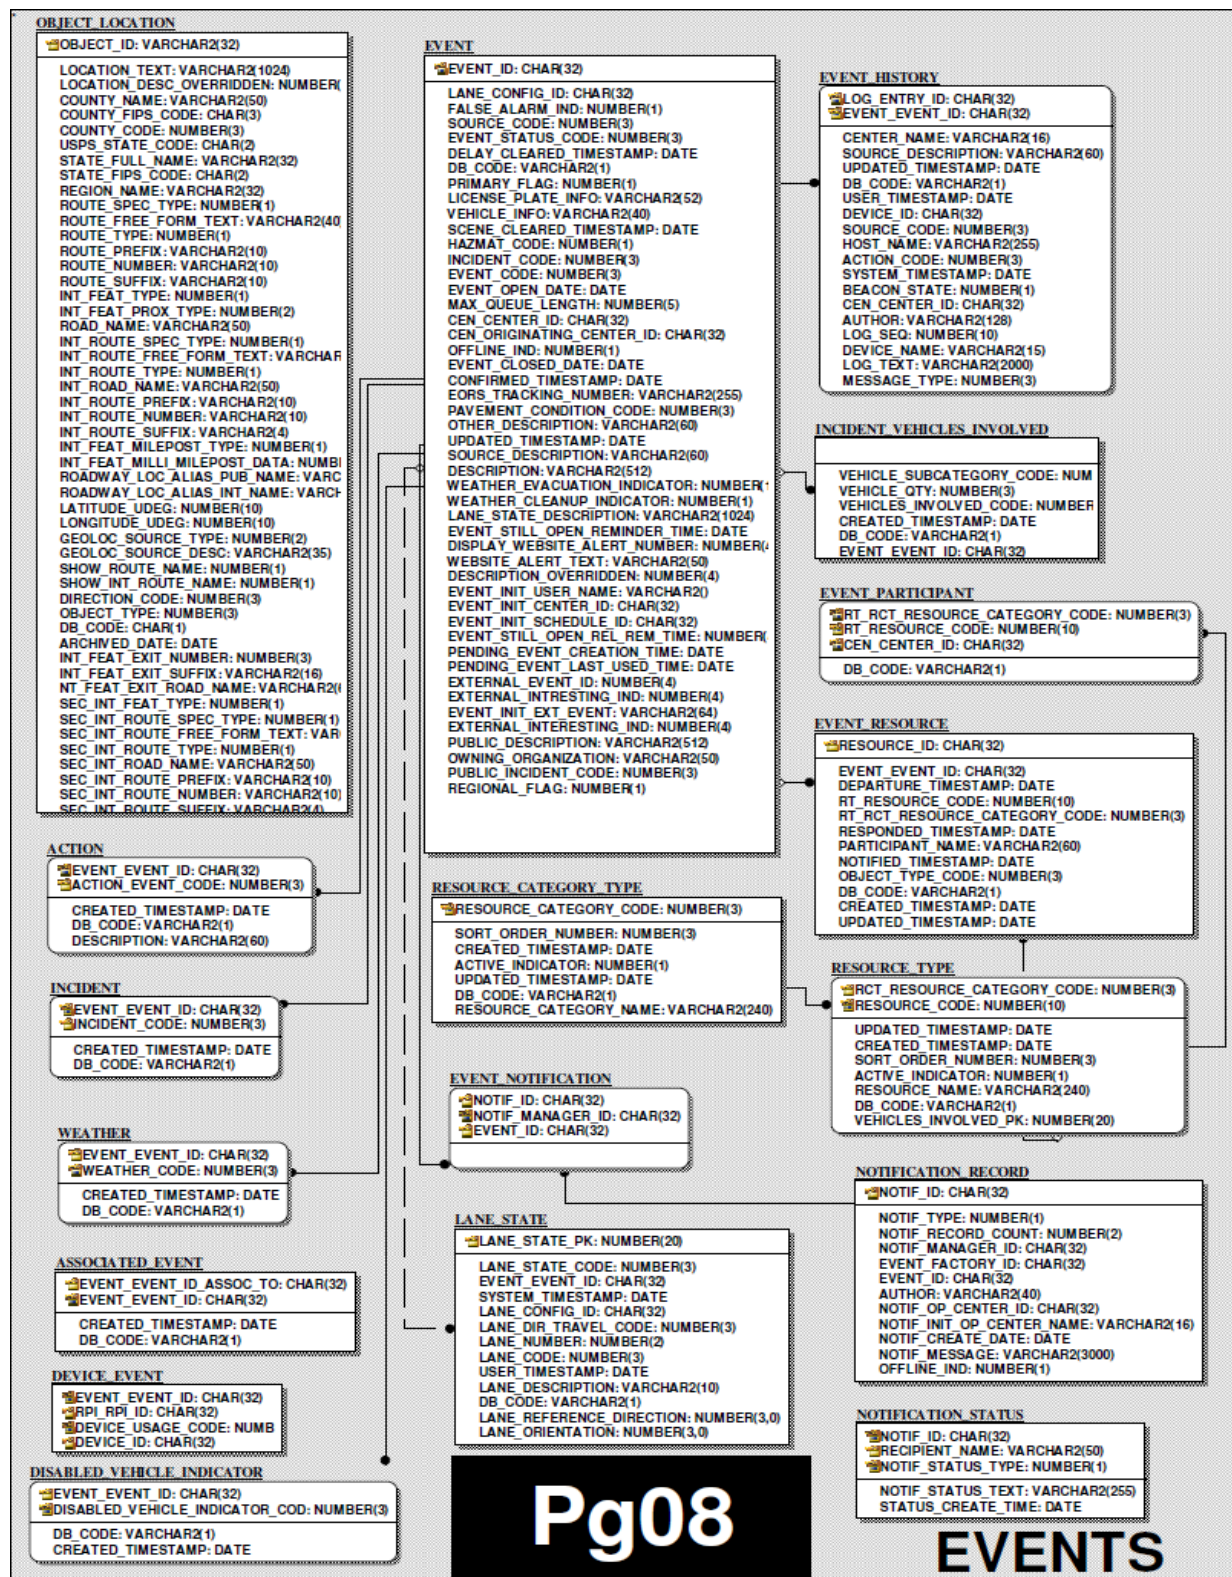 OBJECT_LOCATION
OBJECT_ID: VARCHAR2(32)
LOCATION_TEXT: VARCHAR2(1024)
LOCATION_DESC_OVERRIDDEN: NUMBER(
COUNTY_NAME: VARCHAR2(50)
COUNTY_FIPS_CODE: CHAR(3)
COUNTY_CODE: NUMBER(3)
USPS_STATE_CODE: CHAR(2)
STATE_FULL_NAME: VARCHAR2(32)
STATE_FIPS_CODE: CHAR(2)
REGION_NAME: VARCHAR2(32)
ROUTE_SPEC_TYPE: NUMBER(1)
ROUTE_FREE_FORM_TEXT: VARCHAR2(40
ROUTE_TYPE: NUMBER(1)
ROUTE_PREFIX: VARCHAR2(10)
ROUTE_NUMBER: VARCHAR2(10)
ROUTE_SUFFIX: VARCHAR2(10)
INT_FEAT_TYPE: NUMBER(1)
INT_FEAT_PROX_TYPE: NUMBER(2)
ROAD_NAME: VARCHAR2(50)
INT_ROUTE_SPEC_TYPE: NUMBER(1)
INT_ROUTE_FREE_FORM_TEXT: VARCHAR
INT_ROUTE_TYPE: NUMBER(1)
INT_ROAD_NAME: VARCHAR2(50)
INT_ROUTE_PREFIX: VARCHAR2(10)
INT_ROUTE_NUMBER: VARCHAR2(10)
INT_ROUTE_SUFFIX: VARCHAR2(4)
INT_FEAT_MILEPOST_TYPE: NUMBER(1)
INT_FEAT_MILLI_MILEPOST_DATA: NUMB
ROADWAY_LOC_ALIAS_PUB_NAME: VARC
ROADWAY_LOC_ALIAS_INT_NAME: VARCH
LATITUDE_UDEG: NUMBER(10)
LONGITUDE_UDEG: NUMBER(10)
GEOLOC_SOURCE_TYPE: NUMBER(2)
GEOLOC_SOURCE_DESC: VARCHAR2(35)
SHOW_ROUTE_NAME: NUMBER(1)
SHOW_INT_ROUTE_NAME: NUMBER(1)
DIRECTION_CODE: NUMBER(3)
OBJECT_TYPE: NUMBER(3)
DB_CODE: CHAR(1)
ARCHIVED_DATE: DATE
INT_FEAT_EXIT_NUMBER: NUMBER(3)
INT_FEAT_EXIT_SUFFIX: VARCHAR2(16)
NT_FEAT_EXIT_ROAD_NAME: VARCHAR2(
SEC_INT_FEAT_TYPE: NUMBER(1)
SEC_INT_ROUTE_SPEC_TYPE: NUMBER(1)
SEC_INT_ROUTE_FREE_FORM_TEXT: VAR
SEC_INT_ROUTE_TYPE: NUMBER(1)
SEC_INT_ROAD_NAME: VARCHAR2(50)
SEC_INT_ROUTE_PREFIX: VARCHAR2(10)
SEC_INT_ROUTE_NUMBER: VARCHAR2(10)
SEC_INT_ROUTE_SUFFIX: VARCHAR2(4)
ACTION
EVENT_EVENT_ID: CHAR(32)
ACTION_EVENT_CODE: NUMBER(3)
CREATED_TIMESTAMP: DATE
DB_CODE: VARCHAR2(1)
DESCRIPTION: VARCHAR2(60)
INCIDENT
EVENT_EVENT_ID: CHAR(32)
INCIDENT_CODE: NUMBER(3)
CREATED_TIMESTAMP: DATE
DB_CODE: VARCHAR2(1)
WEATHER
EVENT_EVENT_ID: CHAR(32)
WEATHER_CODE: NUMBER(3)
CREATED_TIMESTAMP: DATE
DB_CODE: VARCHAR2(1)
ASSOCIATED_EVENT
EVENT_EVENT_ID_ASSOC_TO: CHAR(32)
EVENT_EVENT_ID: CHAR(32)
CREATED_TIMESTAMP: DATE
DB_CODE: VARCHAR2(1)
DEVICE_EVENT
EVENT_EVENT_ID: CHAR(32)
RPI_RPI_ID: CHAR(32)
DEVICE_USAGE_CODE: NUMB
DEVICE_ID: CHAR(32)
DISABLED_VEHICLE_INDICATOR
EVENT_EVENT_ID: CHAR(32)
DISABLED_VEHICLE_INDICATOR_COD: NUMBER(3)
DB_CODE: VARCHAR2(1)
CREATED_TIMESTAMP: DATE
EVENT
EVENT_ID: CHAR(32)
LANE_CONFIG_ID: CHAR(32)
FALSE_ALARM_IND: NUMBER(1)
SOURCE_CODE: NUMBER(3)
EVENT_STATUS_CODE: NUMBER(3)
DELAY_CLEARED_TIMESTAMP: DATE
DB_CODE: VARCHAR2(1)
PRIMARY_FLAG: NUMBER(1)
LICENSE_PLATE_INFO: VARCHAR2(52)
VEHICLE_INFO: VARCHAR2(40)
SCENE_CLEARED_TIMESTAMP: DATE
HAZMAT_CODE: NUMBER(1)
INCIDENT_CODE: NUMBER(3)
EVENT_CODE: NUMBER(3)
EVENT_OPEN_DATE: DATE
MAX_QUEUE_LENGTH: NUMBER(5)
CEN_CENTER_ID: CHAR(32)
CEN_ORIGINATING_CENTER_ID: CHAR(32)
OFFLINE_IND: NUMBER(1)
EVENT_CLOSED_DATE: DATE
CONFIRMED_TIMESTAMP: DATE
EORS_TRACKING_NUMBER: VARCHAR2(255)
PAVEMENT_CONDITION_CODE: NUMBER(3)
OTHER_DESCRIPTION: VARCHAR2(60)
UPDATED_TIMESTAMP: DATE
SOURCE_DESCRIPTION: VARCHAR2(60)
DESCRIPTION: VARCHAR2(512)
WEATHER_EVACUATION_INDICATOR: NUMBER(
WEATHER_CLEANUP_INDICATOR: NUMBER(1)
LANE_STATE_DESCRIPTION: VARCHAR2(1024)
EVENT_STILL_OPEN_REMINDER_TIME: DATE
DISPLAY_WEBSITE_ALERT_NUMBER: NUMBER(
WEBSITE_ALERT_TEXT: VARCHAR2(50)
DESCRIPTION_OVERRIDDEN: NUMBER(4)
EVENT_INIT_USER_NAME: VARCHAR2()
EVENT_INIT_CENTER_ID: CHAR(32)
EVENT_INIT_SCHEDULE_ID: CHAR(32)
EVENT_STILL_OPEN_REL_REM_TIME: NUMBER(
PENDING_EVENT_CREATION_TIME: DATE
PENDING_EVENT_LAST_USED_TIME: DATE
EXTERNAL_EVENT_ID: NUMBER(4)
EXTERNAL_INTRESTING_IND: NUMBER(4)
EVENT_INIT_EXT_EVENT: VARCHAR2(64)
EXTERNAL_INTERESTING_IND: NUMBER(4)
PUBLIC_DESCRIPTION: VARCHAR2(512)
OWNING_ORGANIZATION: VARCHAR2(50)
PUBLIC_INCIDENT_CODE: NUMBER(3)
REGIONAL_FLAG: NUMBER(1)
RESOURCE_CATEGORY_TYPE
RESOURCE_CATEGORY_CODE: NUMBER(3)
SORT_ORDER_NUMBER: NUMBER(3)
CREATED_TIMESTAMP: DATE
ACTIVE_INDICATOR: NUMBER(1)
UPDATED_TIMESTAMP: DATE
DB_CODE: VARCHAR2(1)
RESOURCE_CATEGORY_NAME: VARCHAR2(240)
EVENT_NOTIFICATION
NOTIF_ID: CHAR(32)
NOTIF_MANAGER_ID: CHAR(32)
EVENT_ID: CHAR(32)
LANE_STATE
LANE_STATE_PK: NUMBER(20)
LANE_STATE_CODE: NUMBER(3)
EVENT_EVENT_ID: CHAR(32)
SYSTEM_TIMESTAMP: DATE
LANE_CONFIG_ID: CHAR(32)
LANE_DIR_TRAVEL_CODE: NUMBER(3)
LANE_NUMBER: NUMBER(2)
LANE_CODE: NUMBER(3)
USER_TIMESTAMP: DATE
LANE_DESCRIPTION: VARCHAR2(10)
DB_CODE: VARCHAR2(1)
LANE_REFERENCE_DIRECTION: NUMBER(3,0)
LANE_ORIENTATION: NUMBER(3,0)
Pg08
EVENT_HISTORY
LOG_ENTRY_ID: CHAR(32)
EVENT_EVENT_ID: CHAR(32)
CENTER_NAME: VARCHAR2(16)
SOURCE_DESCRIPTION: VARCHAR2(60)
UPDATED_TIMESTAMP: DATE
DB_CODE: VARCHAR2(1)
USER_TIMESTAMP: DATE
DEVICE_ID: CHAR(32)
SOURCE_CODE: NUMBER(3)
HOST_NAME: VARCHAR2(255)
ACTION_CODE: NUMBER(3)
SYSTEM_TIMESTAMP: DATE
BEACON_STATE: NUMBER(1)
CEN_CENTER_ID: CHAR(32)
AUTHOR: VARCHAR2(128)
LOG_SEQ: NUMBER(10)
DEVICE_NAME: VARCHAR2(15)
LOG_TEXT: VARCHAR2(2000)
MESSAGE_TYPE: NUMBER(3)
INCIDENT_VEHICLES_INVOLVED
VEHICLE_SUBCATEGORY_CODE: NUM
VEHICLE_QTY: NUMBER(3)
VEHICLES_INVOLVED_CODE: NUMBER
CREATED_TIMESTAMP: DATE
DB_CODE: VARCHAR2(1)
EVENT_EVENT_ID: CHAR(32)
EVENT_PARTICIPANT
RT_RCT_RESOURCE_CATEGORY_CODE: NUMBER(3)
RT_RESOURCE_CODE: NUMBER(10)
CEN_CENTER_ID: CHAR(32)
DB_CODE: VARCHAR2(1)
EVENT_RESOURCE
RESOURCE_ID: CHAR(32)
EVENT_EVENT_ID: CHAR(32)
DEPARTURE_TIMESTAMP: DATE
RT_RESOURCE_CODE: NUMBER(10)
RT_RCT_RESOURCE_CATEGORY_CODE: NUMBER(3)
RESPONDED_TIMESTAMP: DATE
PARTICIPANT_NAME: VARCHAR2(60)
NOTIFIED_TIMESTAMP: DATE
OBJECT_TYPE_CODE: NUMBER(3)
DB_CODE: VARCHAR2(1)
CREATED_TIMESTAMP: DATE
UPDATED_TIMESTAMP: DATE
RESOURCE_TYPE
RCT_RESOURCE_CATEGORY_CODE: NUMBER(3)
RESOURCE_CODE: NUMBER(10)
UPDATED_TIMESTAMP: DATE
CREATED_TIMESTAMP: DATE
SORT_ORDER_NUMBER: NUMBER(3)
ACTIVE_INDICATOR: NUMBER(1)
RESOURCE_NAME: VARCHAR2(240)
DB_CODE: VARCHAR2(1)
VEHICLES_INVOLVED_PK: NUMBER(20)
NOTIFICATION_RECORD
NOTIF_ID: CHAR(32)
NOTIF_TYPE: NUMBER(1)
NOTIF_RECORD_COUNT: NUMBER(2)
NOTIF_MANAGER_ID: CHAR(32)
EVENT_FACTORY_ID: CHAR(32)
EVENT_ID: CHAR(32)
AUTHOR: VARCHAR2(40)
NOTIF_OP_CENTER_ID: CHAR(32)
NOTIF_INIT_OP_CENTER_NAME: VARCHAR2(16)
NOTIF_CREATE_DATE: DATE
NOTIF_MESSAGE: VARCHAR2(3000)
OFFLINE_IND: NUMBER(1)
NOTIFICATION_STATUS
NOTIF_ID: CHAR(32)
RECIPIENT_NAME: VARCHAR2(50)
NOTIF_STATUS_TYPE: NUMBER(1)
NOTIF_STATUS_TEXT: VARCHAR2(255)
STATUS_CREATE_TIME: DATE
EVENTS